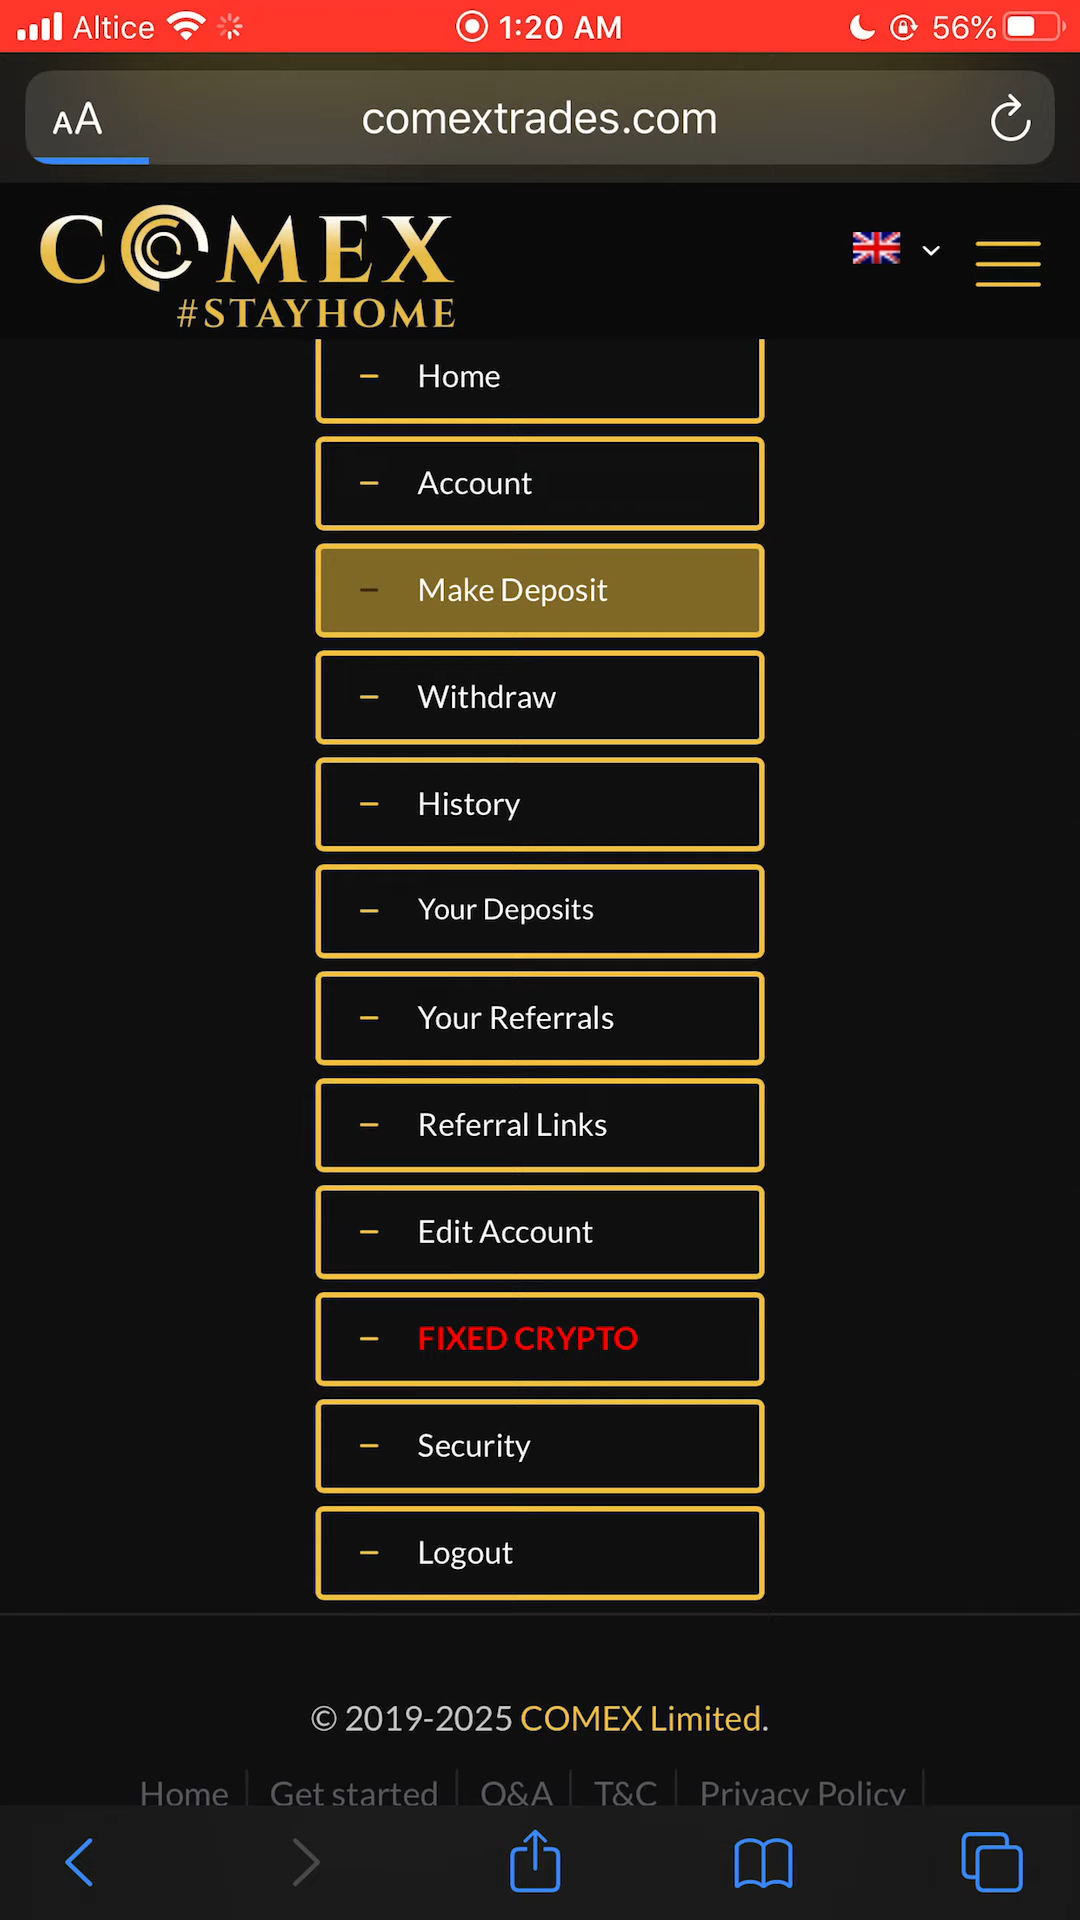 Altice 1:20 AM 56%
AA comextrades.com
COMEX
#STAYHOME
Home
Account
Make Deposit
Withdraw
History
Your Deposits
Your Referrals
Referral Links
Edit Account
FIXED CRYPTO
Security
Logout
© 2019-2025 COMEX Limited.
Home Get started Q&A T&C Privacy Policy